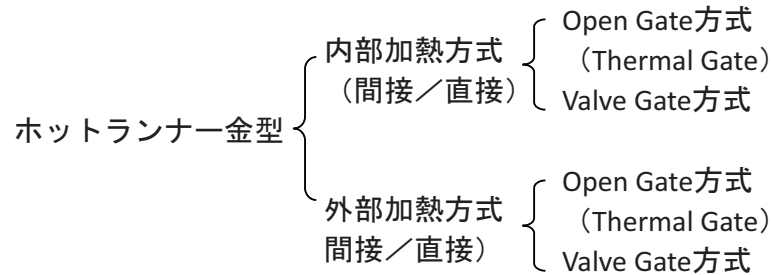 ホットランナー金型
内部加熱方式
（間接／直接）
Open Gate方式
（Thermal Gate）
Valve Gate方式
外部加熱方式
間接／直接）
Open Gate方式
（Thermal Gate）
Valve Gate方式